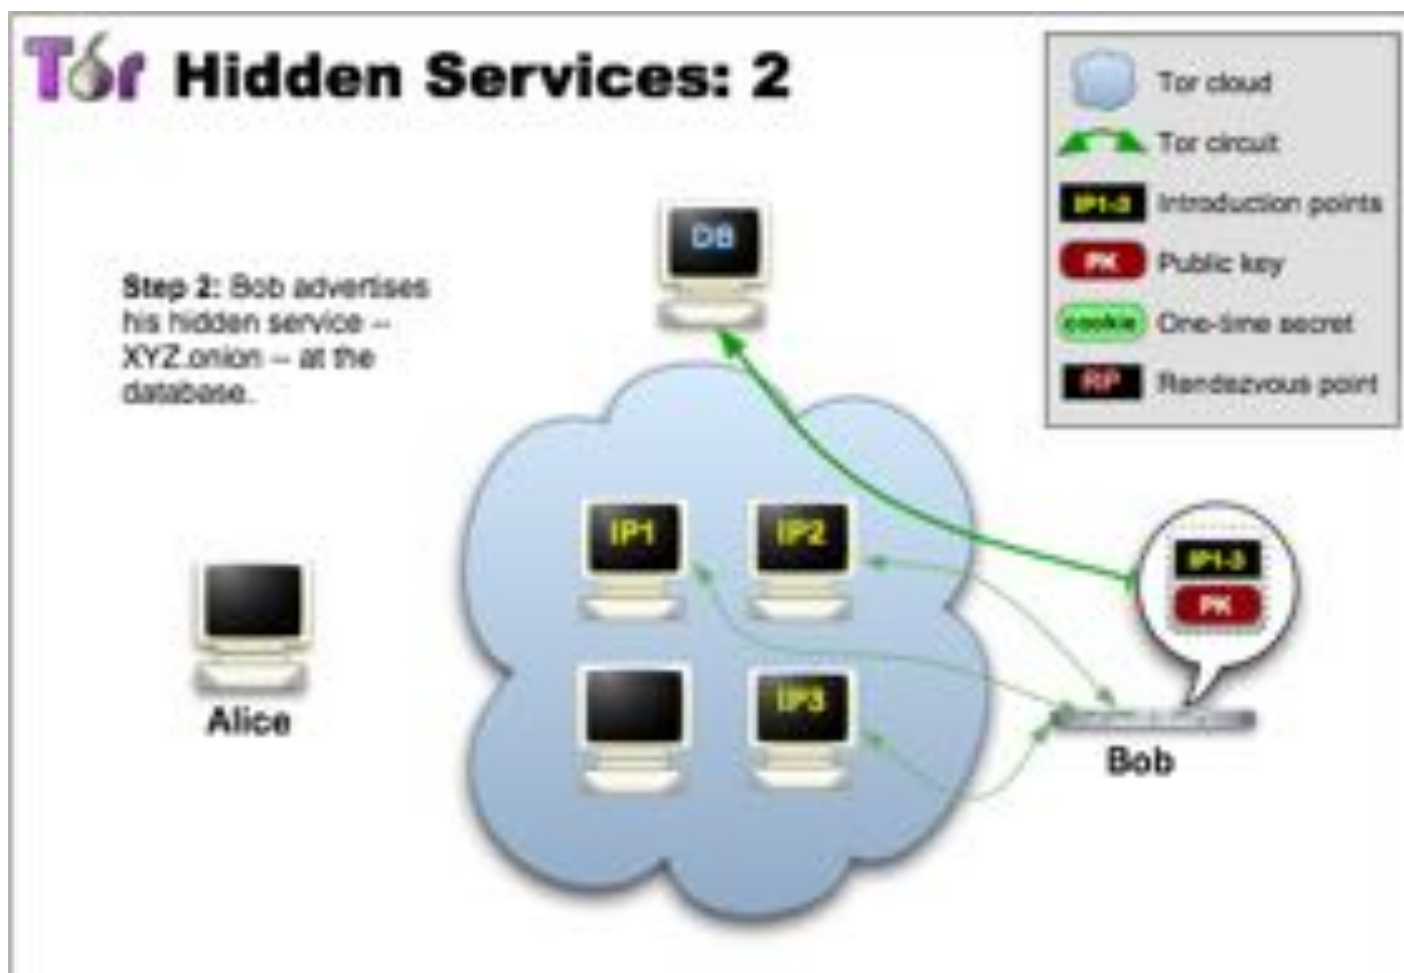 Tor Hidden Services: 2
Step 2: Bob advertises
his hidden service --
XYZ.onion -- at the
database.
DB
Tor cloud
Tor circuit
IP1-3 Introduction points
PK Public key
cookie One-time secret
RP Rendezvous point
IP1
IP2
IP3
IP1-3
PK
Alice
Bob